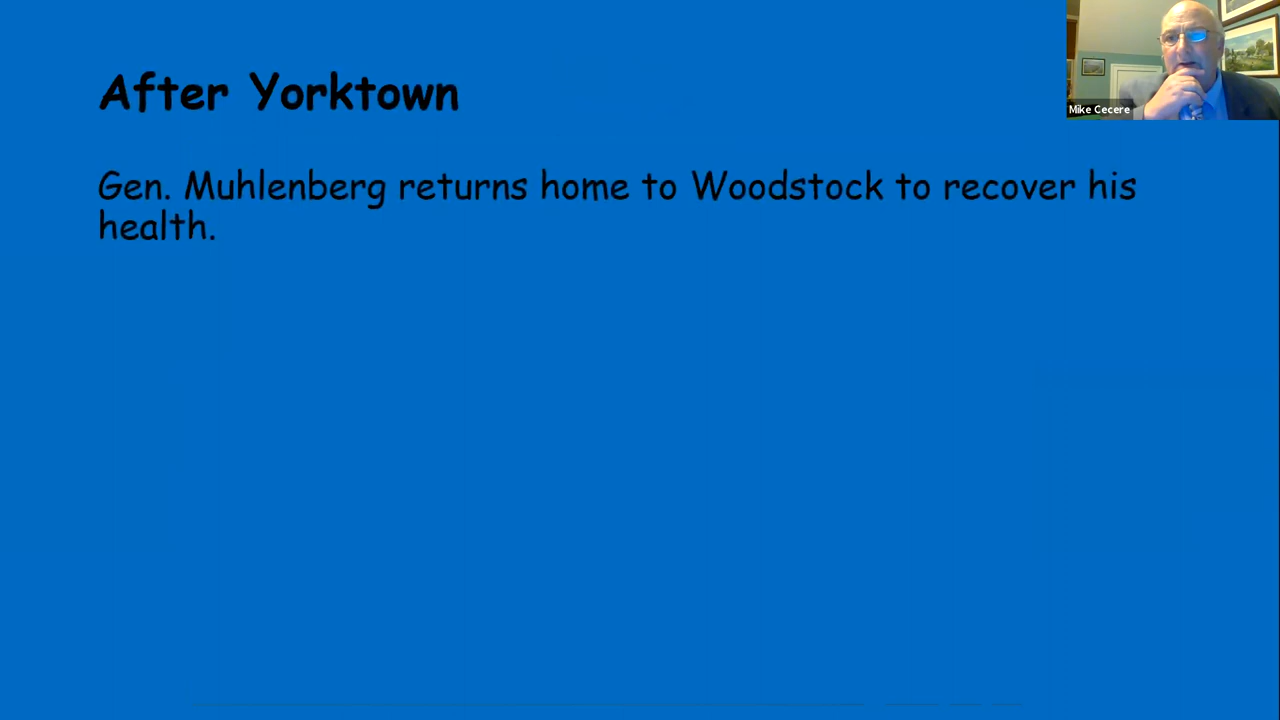 After Yorktown
Mike Cecere
Gen. Muhlenberg returns home to Woodstock to recover his
health.